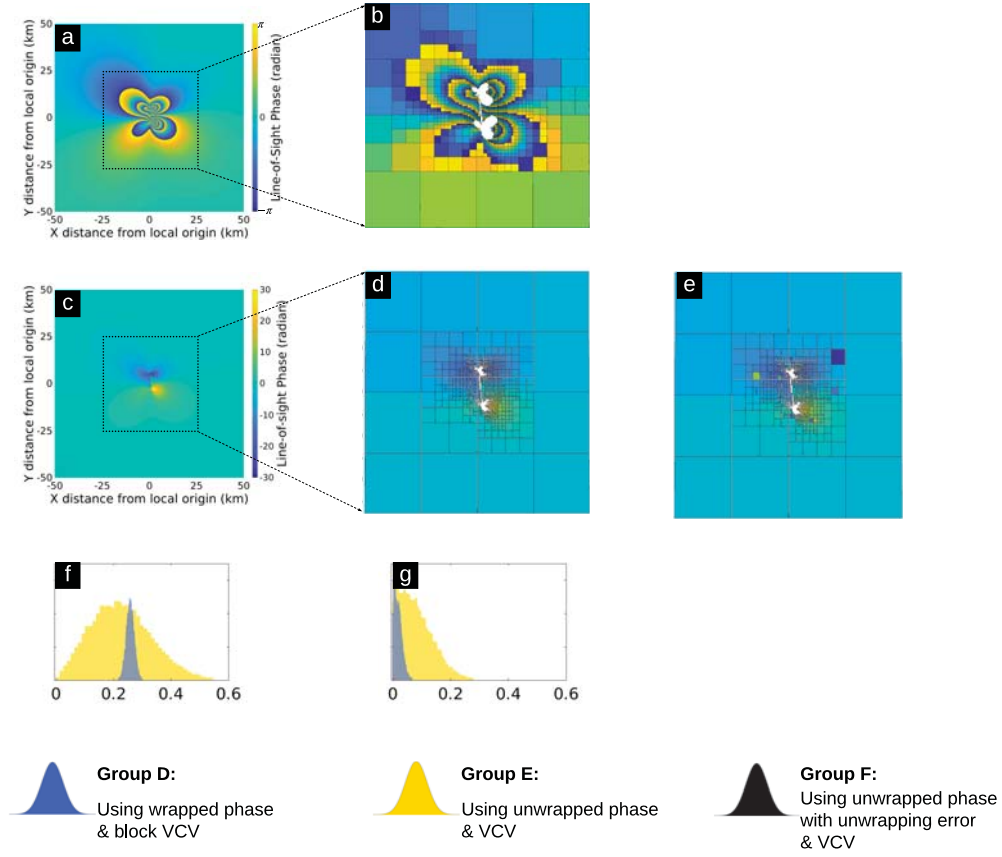 a
Y distance from local origin (km)
50
25
0
-25
-50
-50
-25
0
25
50
X distance from local origin (km)
π
0
-π
Line-of-Sight Phase (radian)
b
c
Y distance from local origin (km)
50
25
0
-25
-50
-50
-25
0
25
50
X distance from local origin (km)
30
20
10
0
-10
-20
-30
Line-of-sight Phase (radian)
d
e
f
0
0.2
0.4
0.6
g
0
0.2
0.4
0.6
Group D:
Using wrapped phase
& block VCV
Group E:
Using unwrapped phase
& VCV
Group F:
Using unwrapped phase
with unwrapping error
& VCV